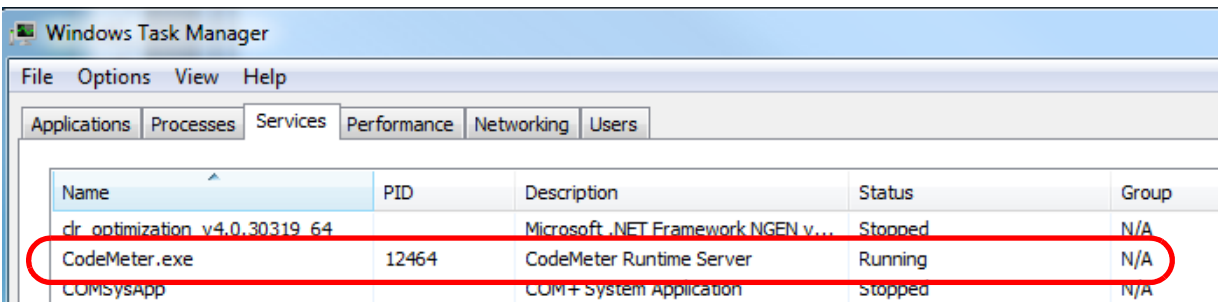 Windows Task Manager
File Options View Help
Applications Processes Services Performance Networking Users
Name PID Description Status Group
clr_optimization_v4.0.30319_64 Microsoft .NET Framework NGEN v... Stopped N/A
CodeMeter.exe 12464 CodeMeter Runtime Server Running N/A
COMSysApp COM+ System Application Stopped N/A